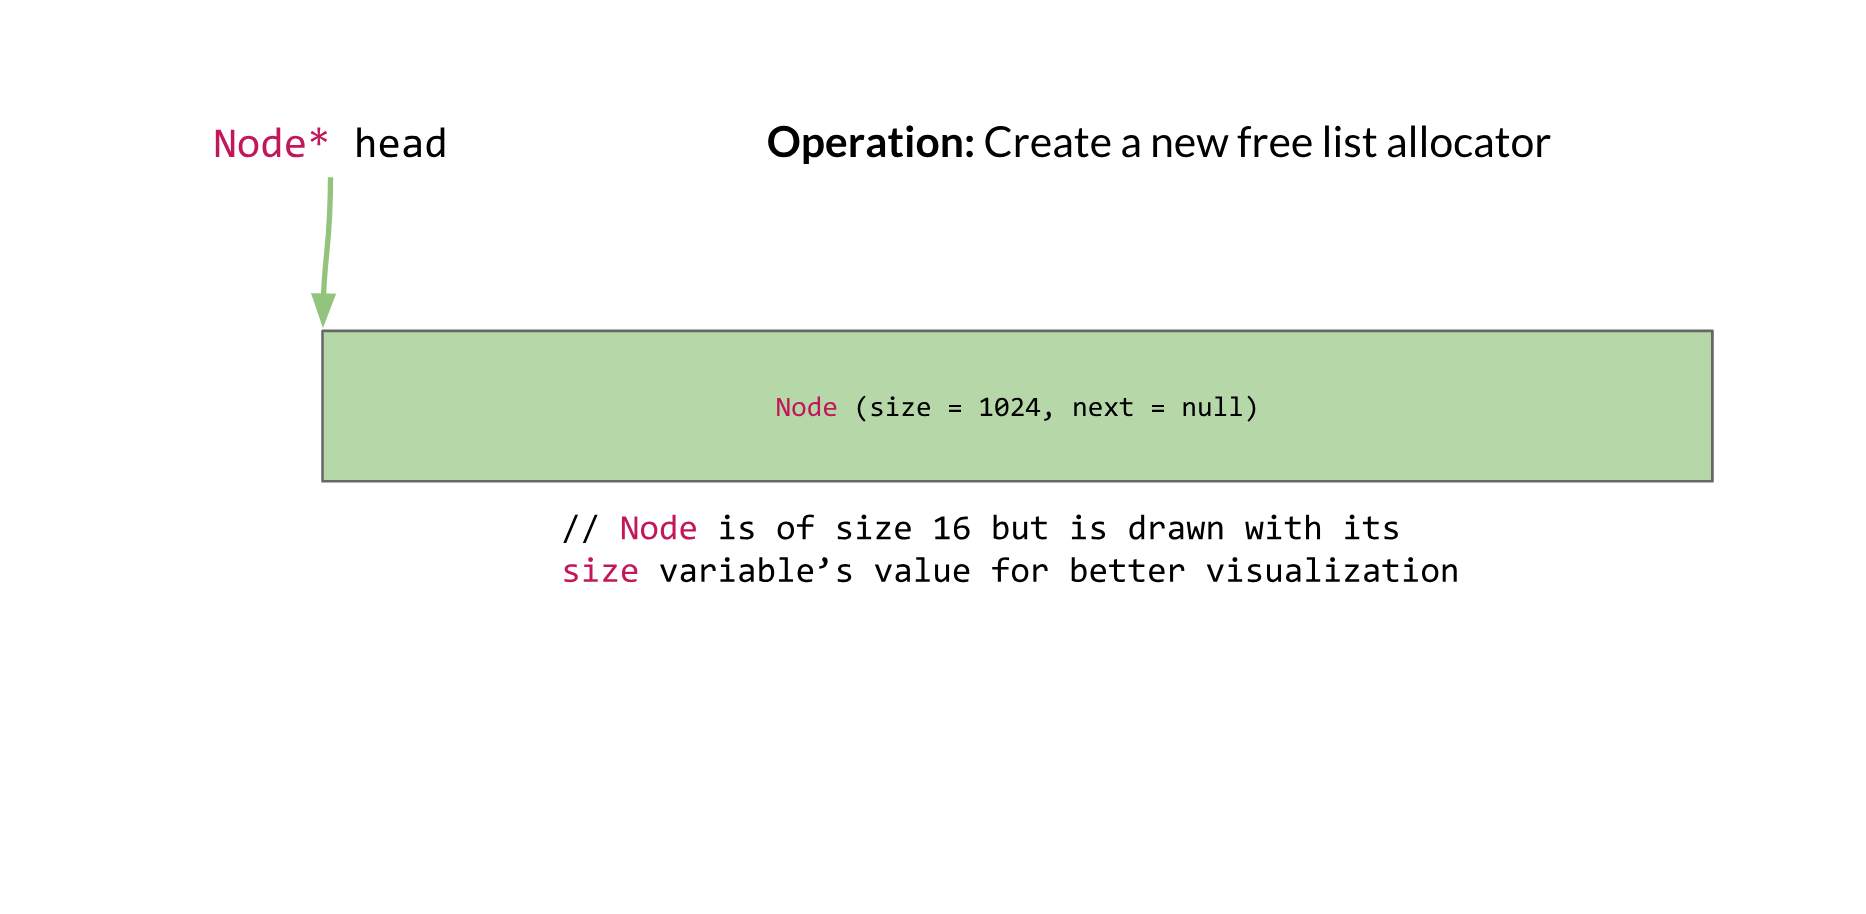 Node* head
Operation: Create a new free list allocator
Node (size = 1024, next = null)
// Node is of size 16 but is drawn with its
size variable’s value for better visualization